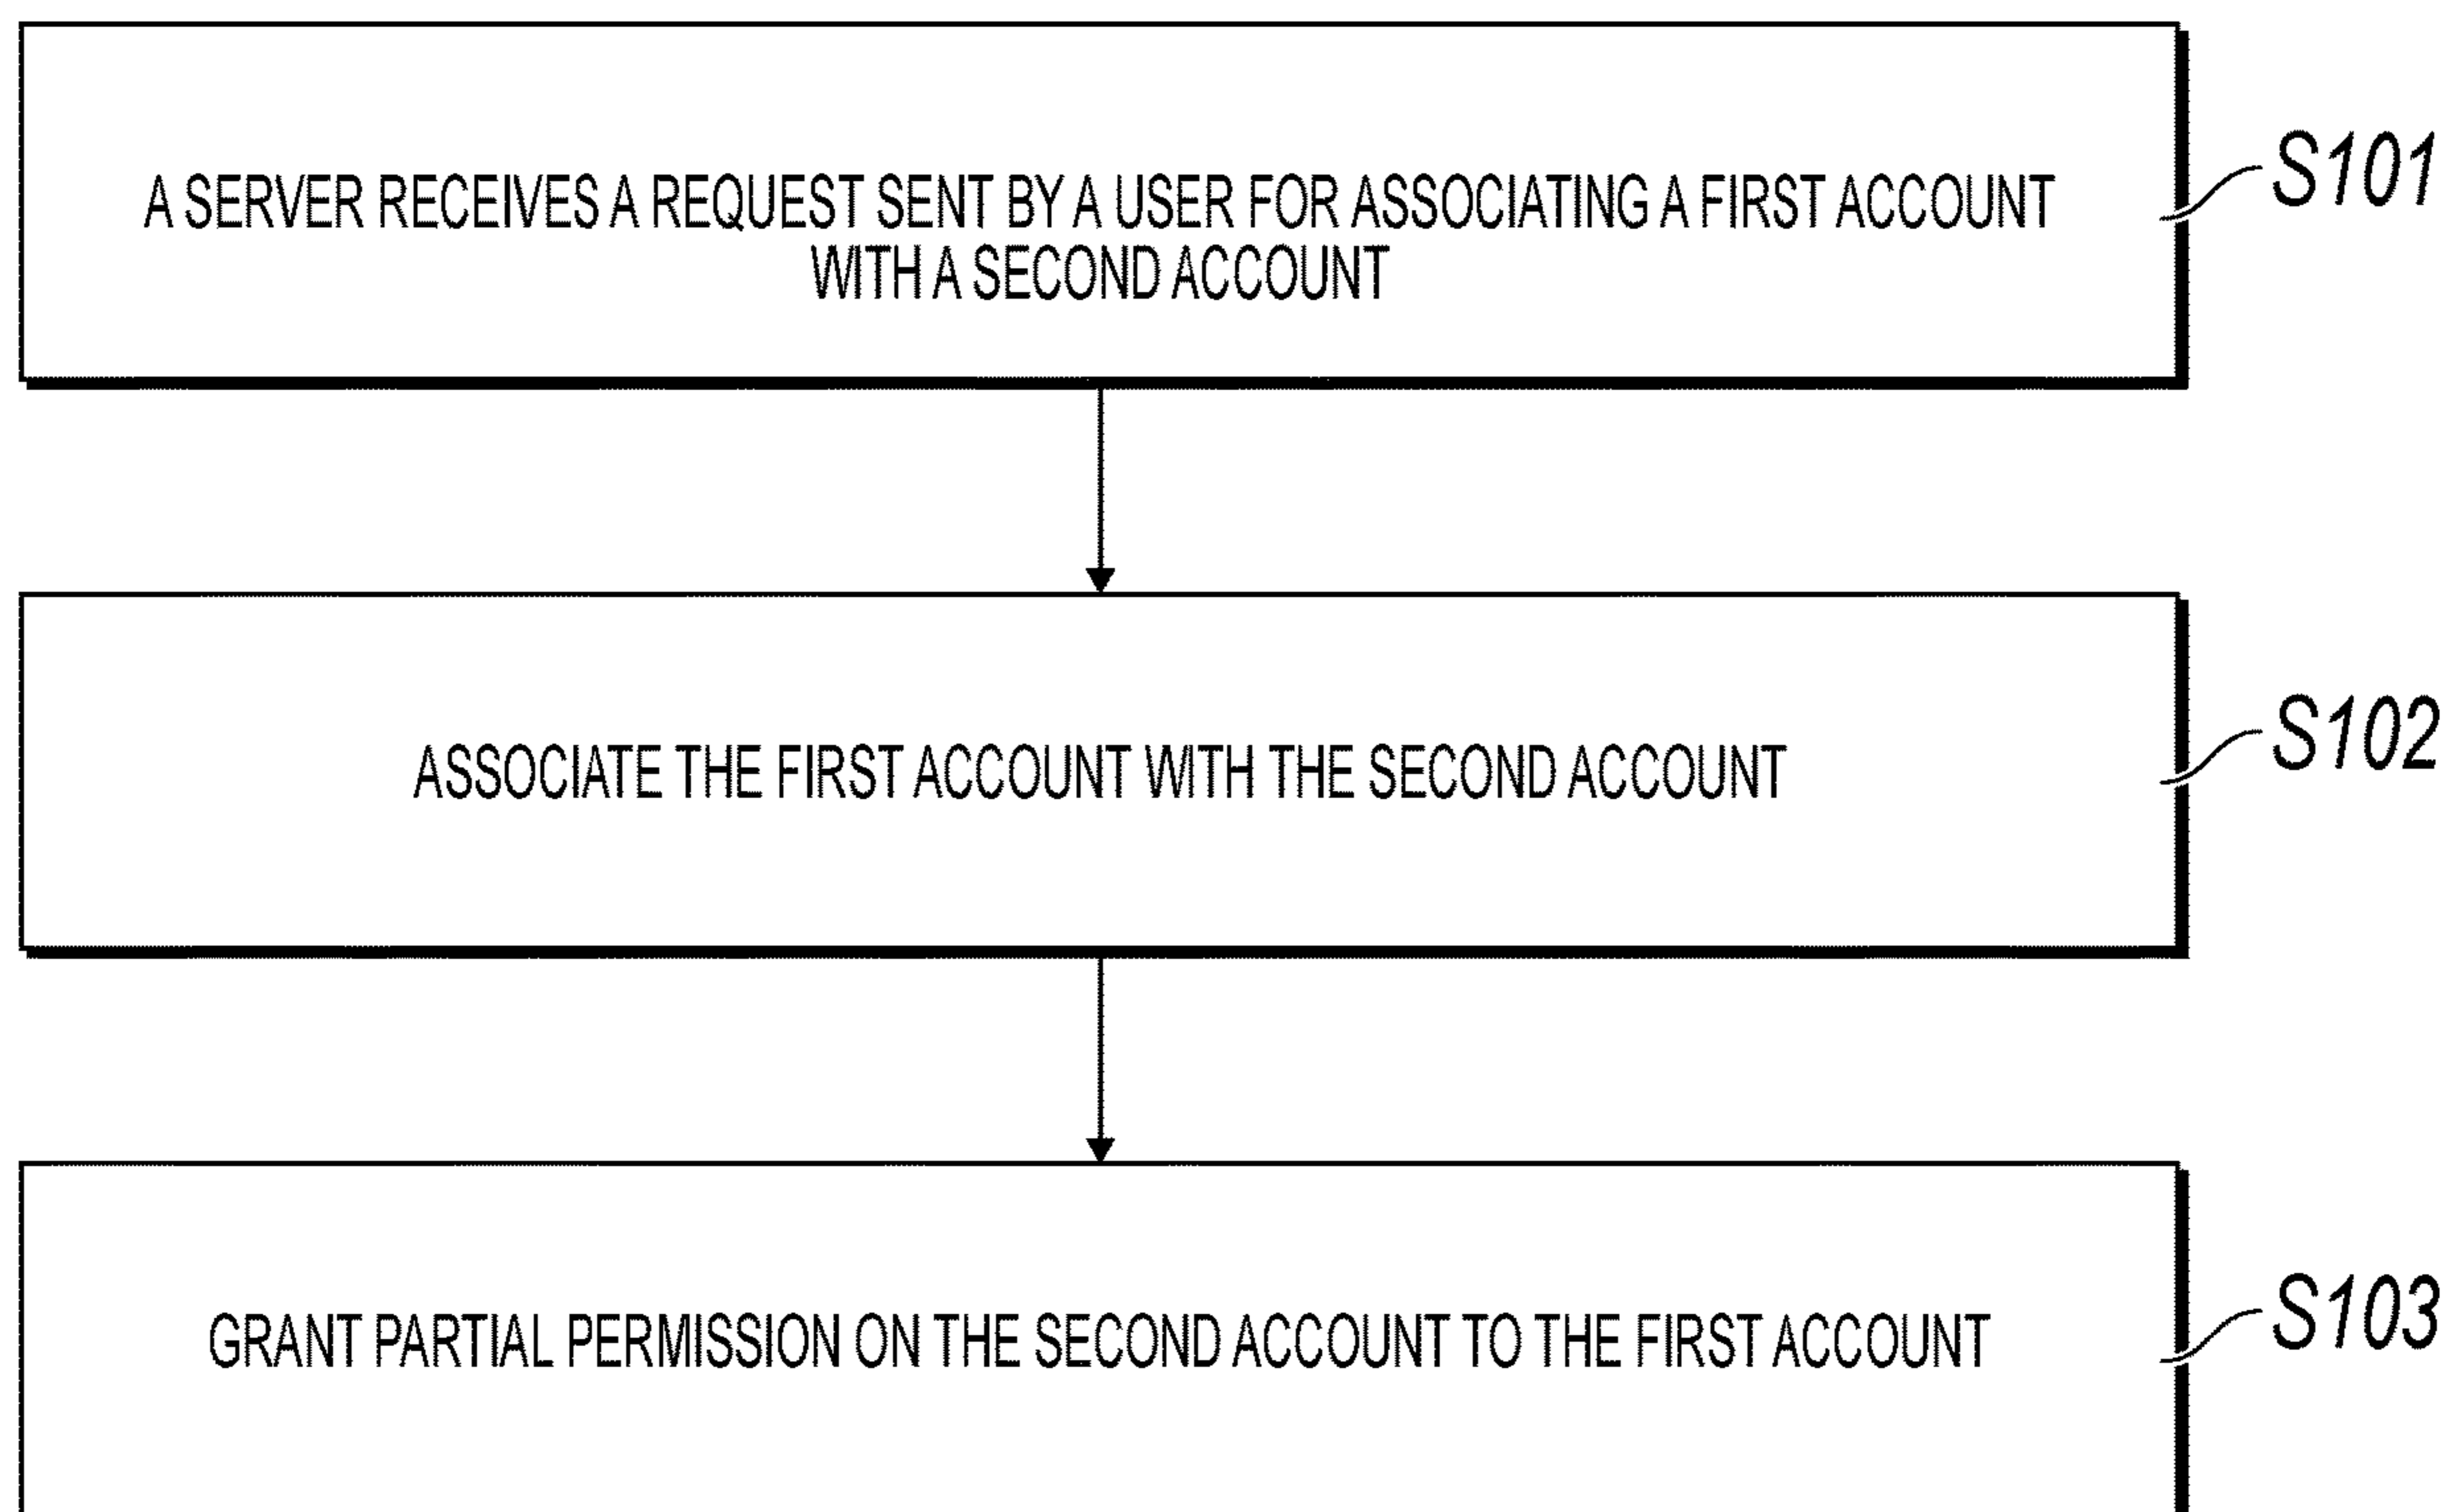 A SERVER RECEIVES A REQUEST SENT BY A USER FOR ASSOCIATING A FIRST ACCOUNT
WITH A SECOND ACCOUNT
S101
ASSOCIATE THE FIRST ACCOUNT WITH THE SECOND ACCOUNT
S102
GRANT PARTIAL PERMISSION ON THE SECOND ACCOUNT TO THE FIRST ACCOUNT
S103